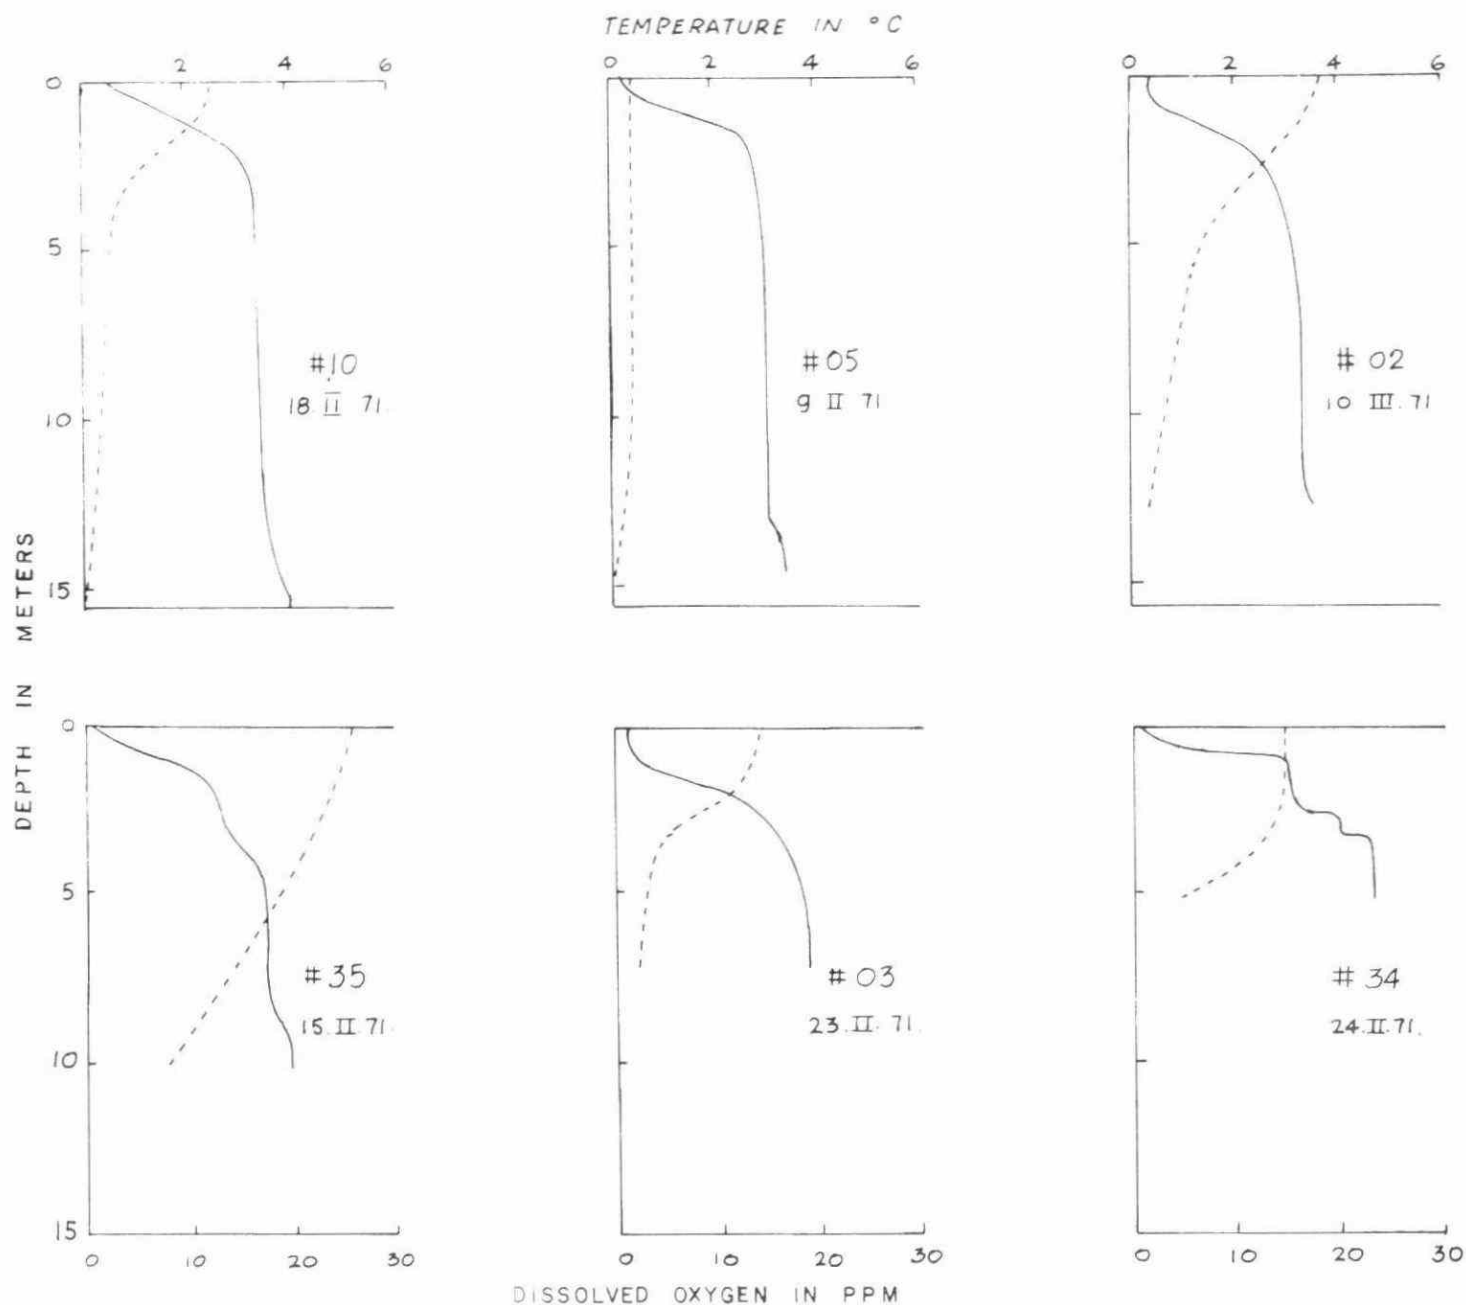 TEMPERATURE IN °C
0 2 4 6 0 2 4 6 0 2 4 6
5
10
15
#10
18. II 71.
#05
9 II 71
# 02
10 III. 71
DEPTH IN METERS
0
5
10
15
#35
15. II. 71.
# 03
23. II. 71.
# 34
24. II. 71.
0 10 20 30 0 10 20 30 0 10 20 30
DISSOLVED OXYGEN IN PPM